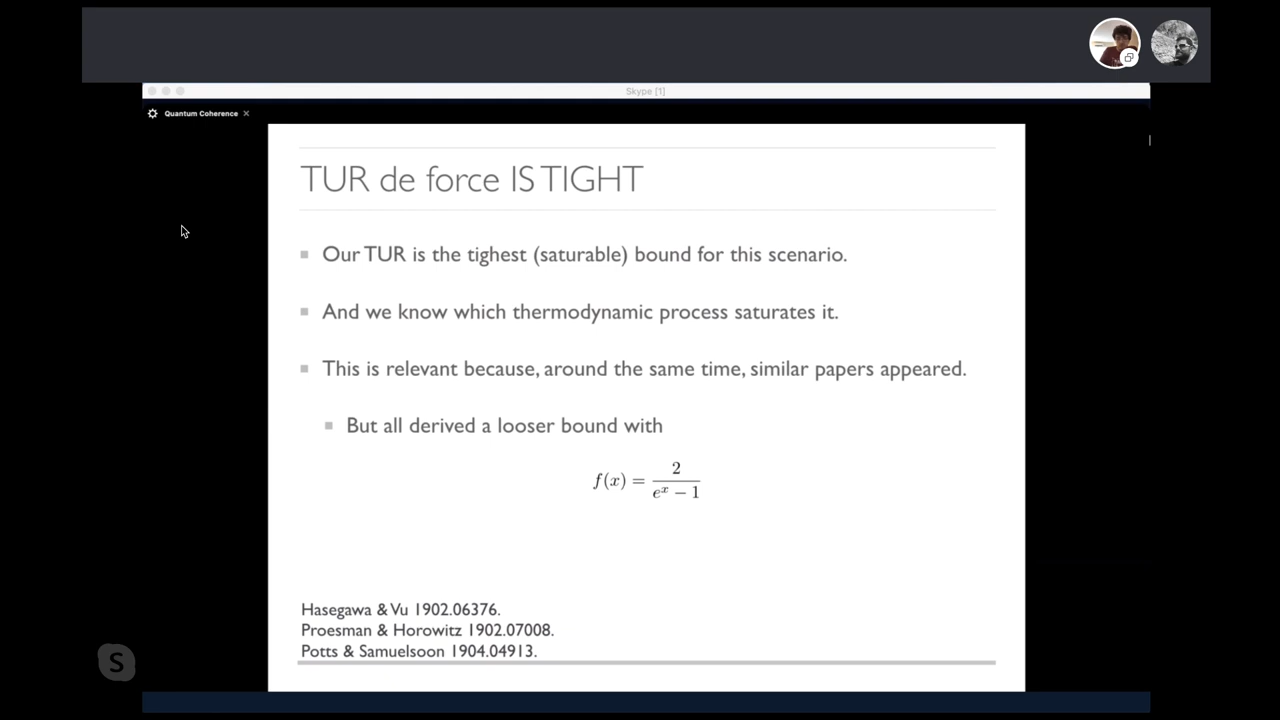 Skype [1]
Quantum Coherence
TUR de force IS TIGHT
Our TUR is the tighest (saturable) bound for this scenario.
And we know which thermodynamic process saturates it.
This is relevant because, around the same time, similar papers appeared.
But all derived a looser bound with
f(x) = 2 / (e^x − 1)
Hasegawa & Vu 1902.06376.
Proesman & Horowitz 1902.07008.
Potts & Samuelsoon 1904.04913.
S